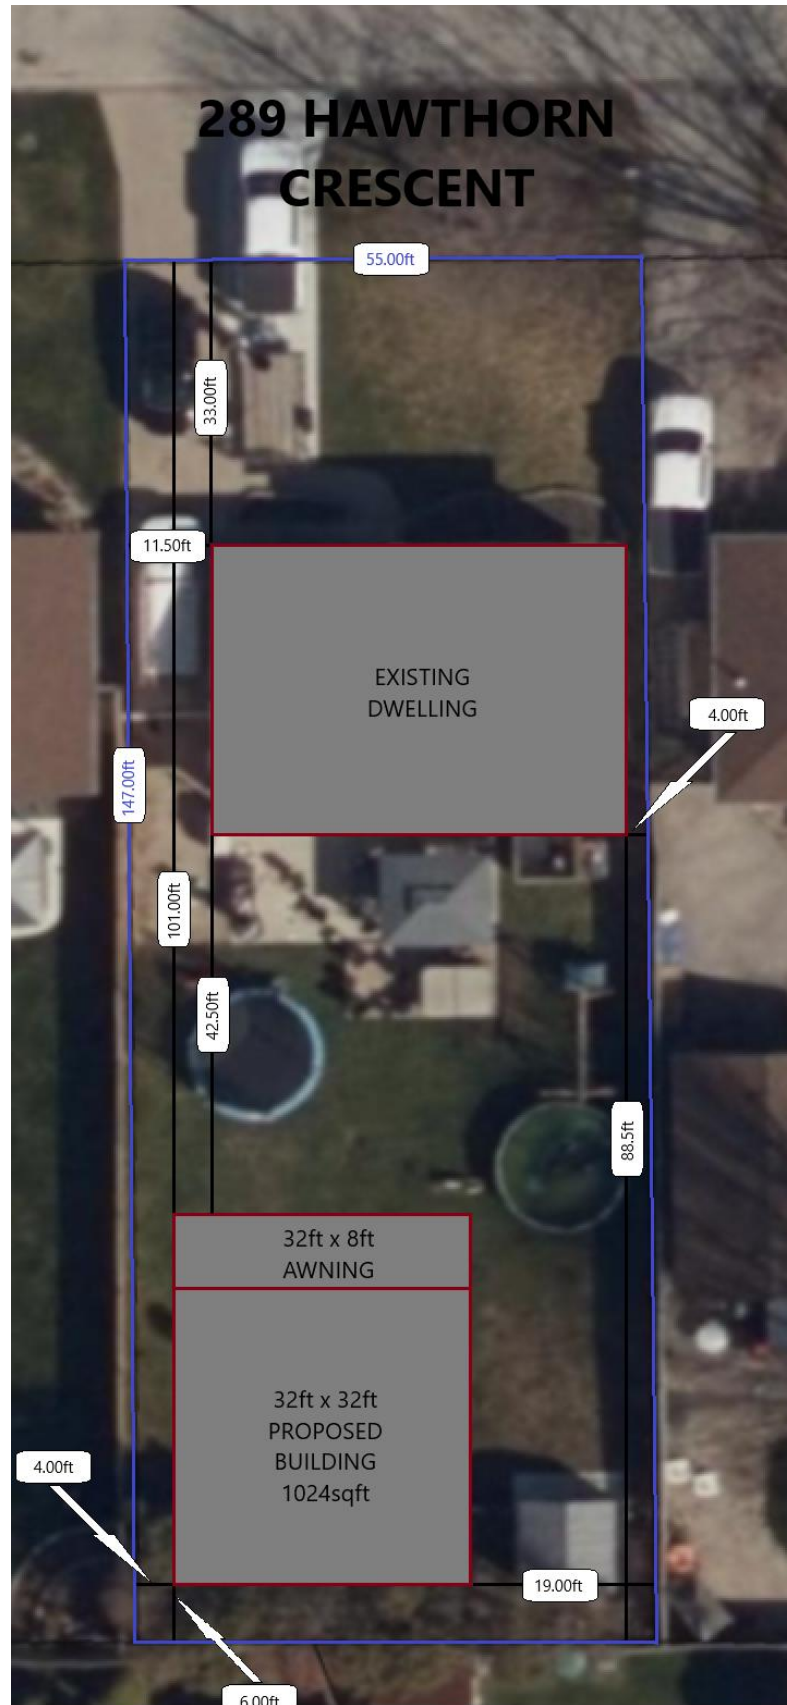 289 HAWTHORN
CRESCENT
55.00ft
33.00ft
11.50ft
EXISTING
DWELLING
4.00ft
147.00ft
101.00ft
42.50ft
88.5ft
32ft x 8ft
AWNING
32ft x 32ft
PROPOSED
BUILDING
1024sqft
4.00ft
19.00ft
6.00ft